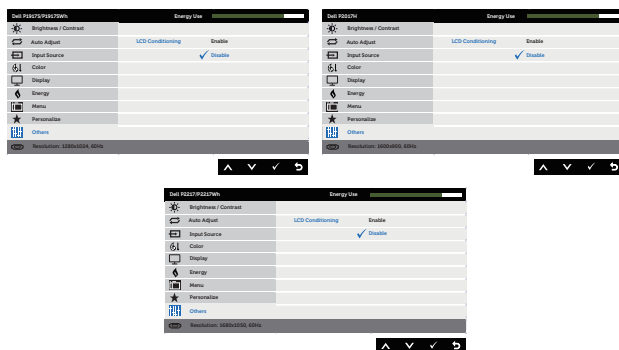 Dell P1917S/P1917SWh Energy Use
Brightness / Contrast
Auto Adjust LCD Conditioning Enable
Input Source Disable
Color
Display
Energy
Menu
Personalize
Others
Resolution: 1280x1024, 60Hz
Dell P2017H Energy Use
Brightness / Contrast
Auto Adjust LCD Conditioning Enable
Input Source Disable
Color
Display
Energy
Menu
Personalize
Others
Resolution: 1600x900, 60Hz
Dell P2217/P2217Wh Energy Use
Brightness / Contrast
Auto Adjust LCD Conditioning Enable
Input Source Disable
Color
Display
Energy
Menu
Personalize
Others
Resolution: 1680x1050, 60Hz